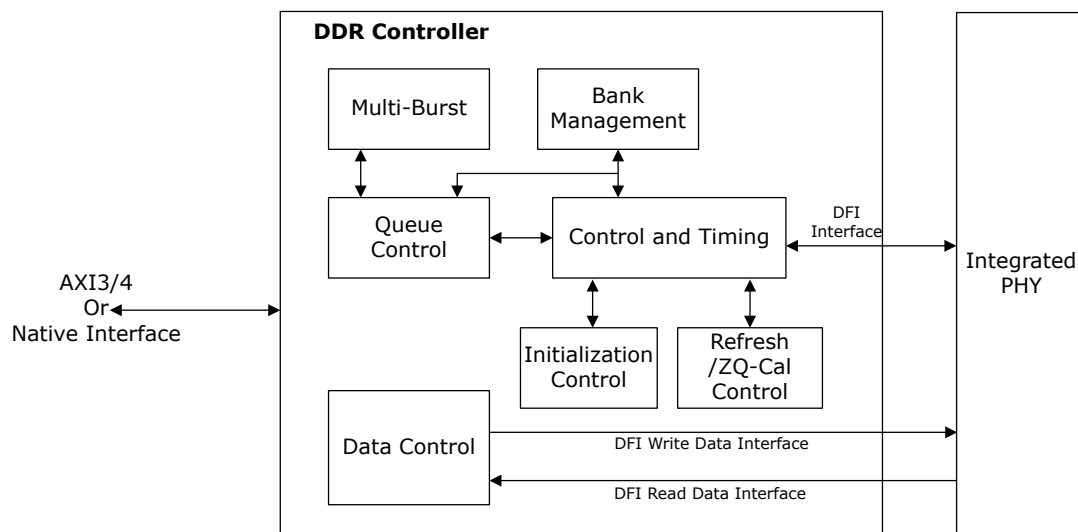 DDR Controller
Multi-Burst
Bank
Management
Queue
Control
Control and Timing
DFI
Interface
Integrated
PHY
AXI3/4
Or
Native Interface
Initialization
Control
Refresh
/ZQ-Cal
Control
Data Control
DFI Write Data Interface
DFI Read Data Interface